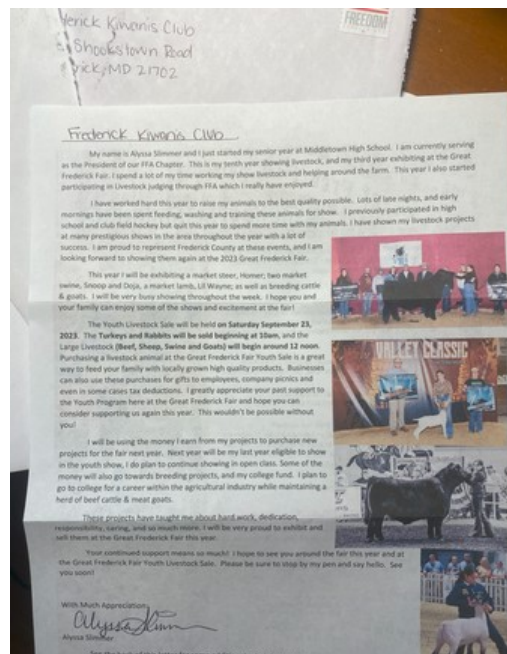 derick Kiwanis Club
Shookstown Road
rick, MD 21702
FREEDOM
Frederick Kiwanis Club
My name is Alyssa Slimmer and I just started my senior year at Middletown High School. I am currently serving
as the President of our FFA Chapter. This is my tenth year showing livestock, and my third year exhibiting at the Great
Frederick Fair. I spend a lot of my time working my show livestock and helping around the farm. This year I also started
participating in Livestock judging through FFA which I really have enjoyed.
I have worked hard this year to raise my animals to the best quality possible. Lots of late nights, and early
mornings have been spent feeding, washing and training these animals for show. I previously participated in high
school and club field hockey but quit this year to spend more time with my animals. I have shown my livestock projects
at many prestigious shows in the area throughout the year with a lot of
success. I am proud to represent Frederick County at these events, and I am
looking forward to showing them again at the 2023 Great Frederick Fair.
This year I will be exhibiting a market steer, Homer; two market
swine, Snoop and Doja, a market lamb, Lil Wayne; as well as breeding cattle
& goats. I will be very busy showing throughout the week. I hope you and
your family can enjoy some of the shows and excitement at the fair!
The Youth Livestock Sale will be held on Saturday September 23,
2023. The Turkeys and Rabbits will be sold beginning at 10am, and the
Large Livestock (Beef, Sheep, Swine and Goats) will begin around 12 noon.
Purchasing a livestock animal at the Great Frederick Fair Youth Sale is a great
way to feed your family with locally grown high quality products. Businesses
can also use these purchases for gifts to employees, company picnics and
even in some cases tax deductions. I greatly appreciate your past support to
the Youth Program here at the Great Frederick Fair and hope you can
consider supporting us again this year. This wouldn't be possible without
you!
I will be using the money I earn from my projects to purchase new
projects for the fair next year. Next year will be my last year eligible to show
in the youth show, I do plan to continue showing in open class. Some of the
money will also go towards breeding projects, and my college fund. I plan to
go to college for a career within the agricultural industry while maintaining a
herd of beef cattle & meat goats.
These projects have taught me about hard work, dedication,
responsibility, caring, and so much more. I will be very proud to exhibit and
sell them at the Great Frederick Fair this year.
Your continued support means so much! I hope to see you around the fair this year and at
the Great Frederick Fair Youth Livestock Sale. Please be sure to stop by my pen and say hello. See
you soon!
With Much Appreciation,
Alyssa Slimmer
Alyssa Slimmer
VALLEY CLASSIC